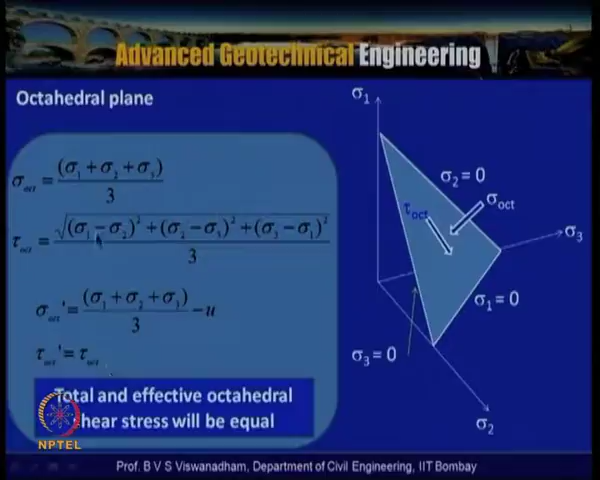 Advanced Geotechnical Engineering
Octahedral plane
σoct = (σ1 + σ2 + σ3) / 3
τoct = √((σ1 − σ2)² + (σ2 − σ3)² + (σ3 − σ1)²) / 3
σoct' = (σ1 + σ2 + σ3) / 3 − u
τoct' = τoct
Total and effective octahedral
shear stress will be equal
σ1
σ2 = 0
τoct
σoct
σ3
σ1 = 0
σ3 = 0
σ2
NPTEL
Prof. B V S Viswanadham, Department of Civil Engineering, IIT Bombay